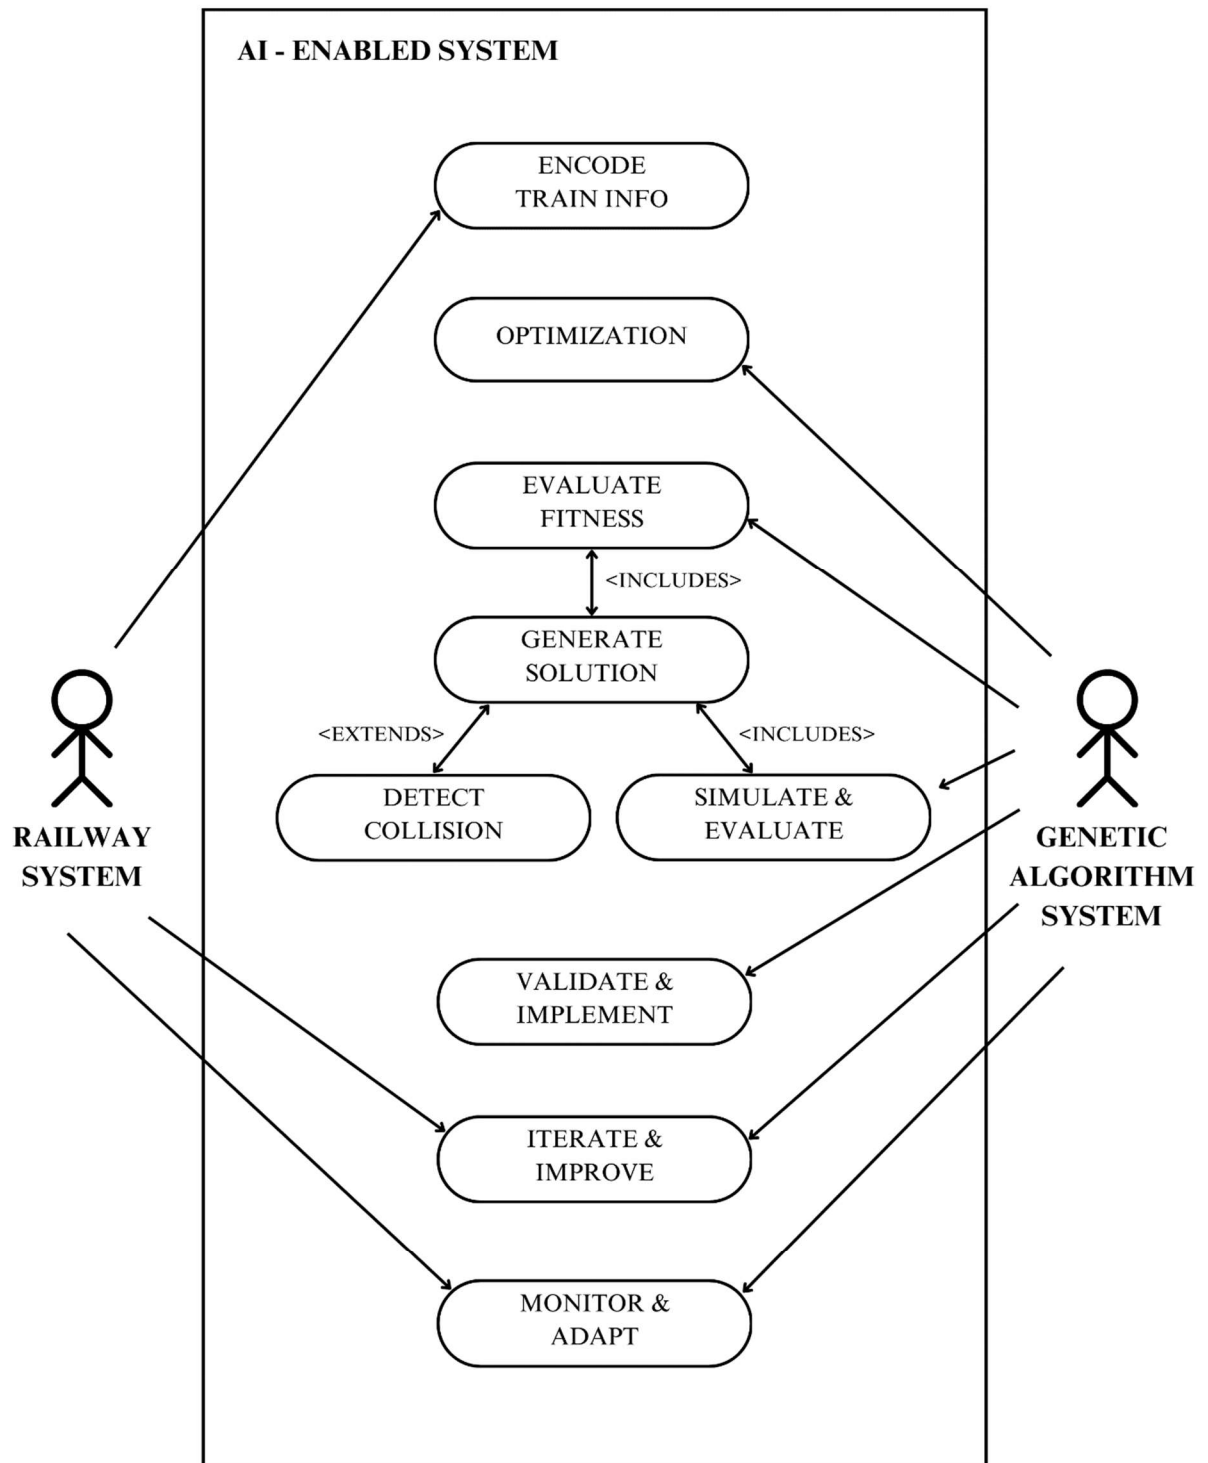 AI - ENABLED SYSTEM
ENCODE
TRAIN INFO
OPTIMIZATION
EVALUATE
FITNESS
<INCLUDES>
GENERATE
SOLUTION
<EXTENDS>
<INCLUDES>
DETECT
COLLISION
SIMULATE &
EVALUATE
RAILWAY
SYSTEM
GENETIC
ALGORITHM
SYSTEM
VALIDATE &
IMPLEMENT
ITERATE &
IMPROVE
MONITOR &
ADAPT